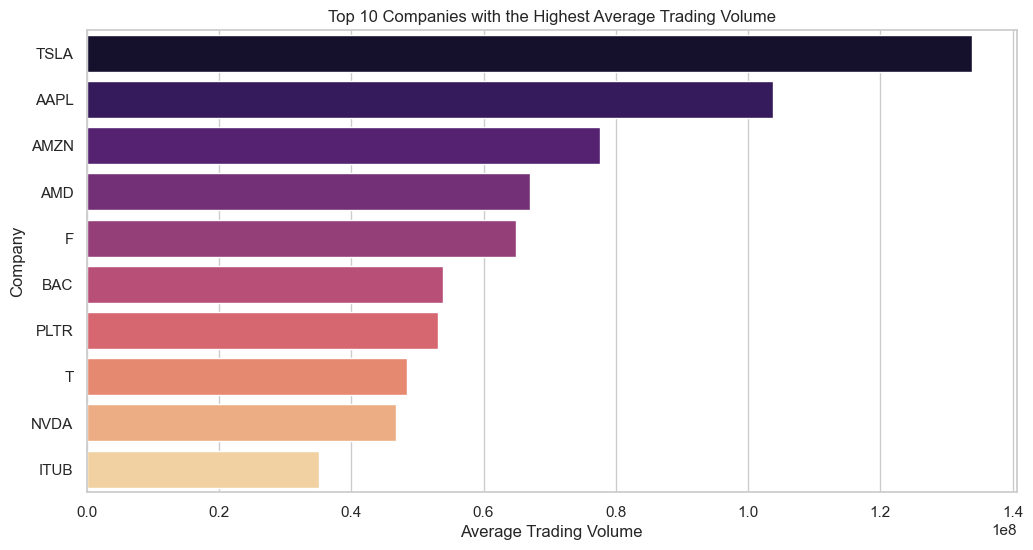 Top 10 Companies with the Highest Average Trading Volume
TSLA
AAPL
AMZN
AMD
F
BAC
PLTR
T
NVDA
ITUB
Company
0.0 0.2 0.4 0.6 0.8 1.0 1.2 1.4
1e8
Average Trading Volume